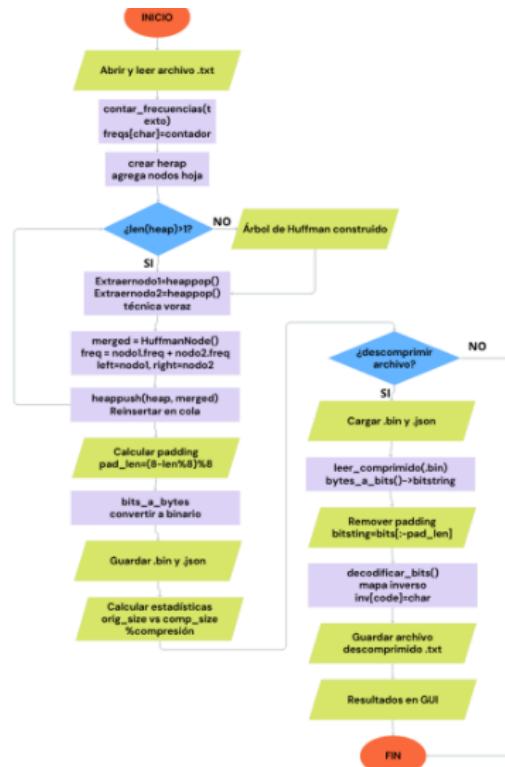 INICIO
Abrir y leer archivo .txt
contar_frecuencias(t
exto)
freqs[char]=contador
crear herap
agrega nodos hoja
¿len(heap)>1?
NO
Árbol de Huffman construído
SI
Extraernodo1=heappop()
Extraernodo2=heappop()
técnica voraz
merged = HuffmanNode()
freq = nodo1.freq + nodo2.freq
left=nodo1, right=nodo2
heappush(heap, merged)
Reinsertar en cola
Calcular padding
pad_len=(8-len%8)%8
bits_a_bytes
convertir a binario
Guardar .bin y .json
Calcular estadísticas
orig_size vs comp_size
%compresión
¿descomprimir
archivo?
NO
SI
Cargar .bin y .json
leer_comprimido(.bin)
bytes_a_bits()->bitstring
Remover padding
bitsting=bits[:-pad_len]
decodificar_bits()
mapa inverso
inv[code]=char
Guardar archivo
descomprimido .txt
Resultados en GUI
FIN